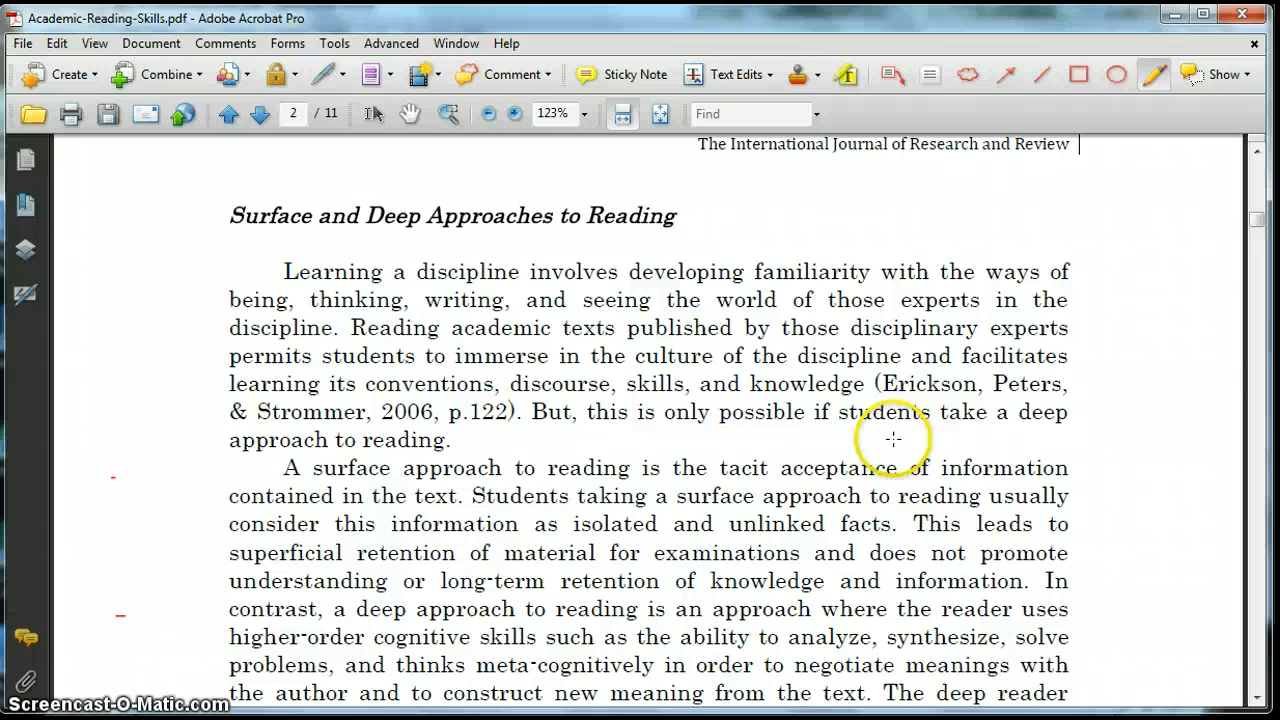 Academic-Reading-Skills.pdf - Adobe Acrobat Pro
File Edit View Document Comments Forms Tools Advanced Window Help
Create Combine Comment Sticky Note Text Edits Show
2 / 11 123% Find
The International Journal of Research and Review
Surface and Deep Approaches to Reading
Learning a discipline involves developing familiarity with the ways of
being, thinking, writing, and seeing the world of those experts in the
discipline. Reading academic texts published by those disciplinary experts
permits students to immerse in the culture of the discipline and facilitates
learning its conventions, discourse, skills, and knowledge (Erickson, Peters,
& Strommer, 2006, p.122). But, this is only possible if students take a deep
approach to reading.
A surface approach to reading is the tacit acceptance of information
contained in the text. Students taking a surface approach to reading usually
consider this information as isolated and unlinked facts. This leads to
superficial retention of material for examinations and does not promote
understanding or long-term retention of knowledge and information. In
contrast, a deep approach to reading is an approach where the reader uses
higher-order cognitive skills such as the ability to analyze, synthesize, solve
problems, and thinks meta-cognitively in order to negotiate meanings with
the author and to construct new meaning from the text. The deep reader
Screencast-O-Matic.com